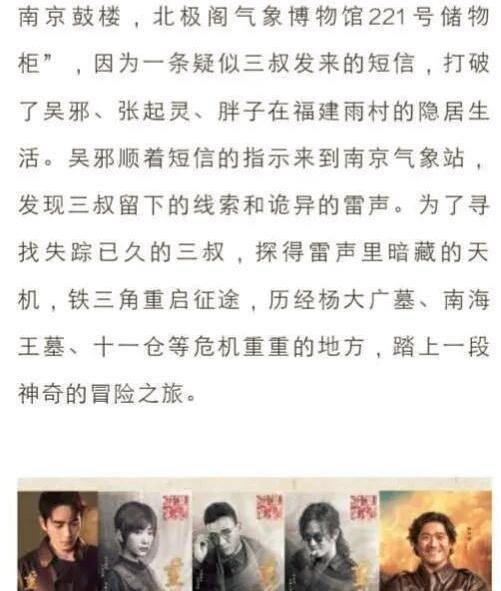 南京鼓楼，北极阁气象博物馆221号储物
柜”，因为一条疑似三叔发来的短信，打破
了吴邪、张起灵、胖子在福建雨村的隐居生
活。吴邪顺着短信的指示来到南京气象站，
发现三叔留下的线索和诡异的雷声。为了寻
找失踪已久的三叔，探得雷声里暗藏的天
机，铁三角重启征途，历经杨大广墓、南海
王墓、十一仓等危机重重的地方，踏上一段
神奇的冒险之旅。